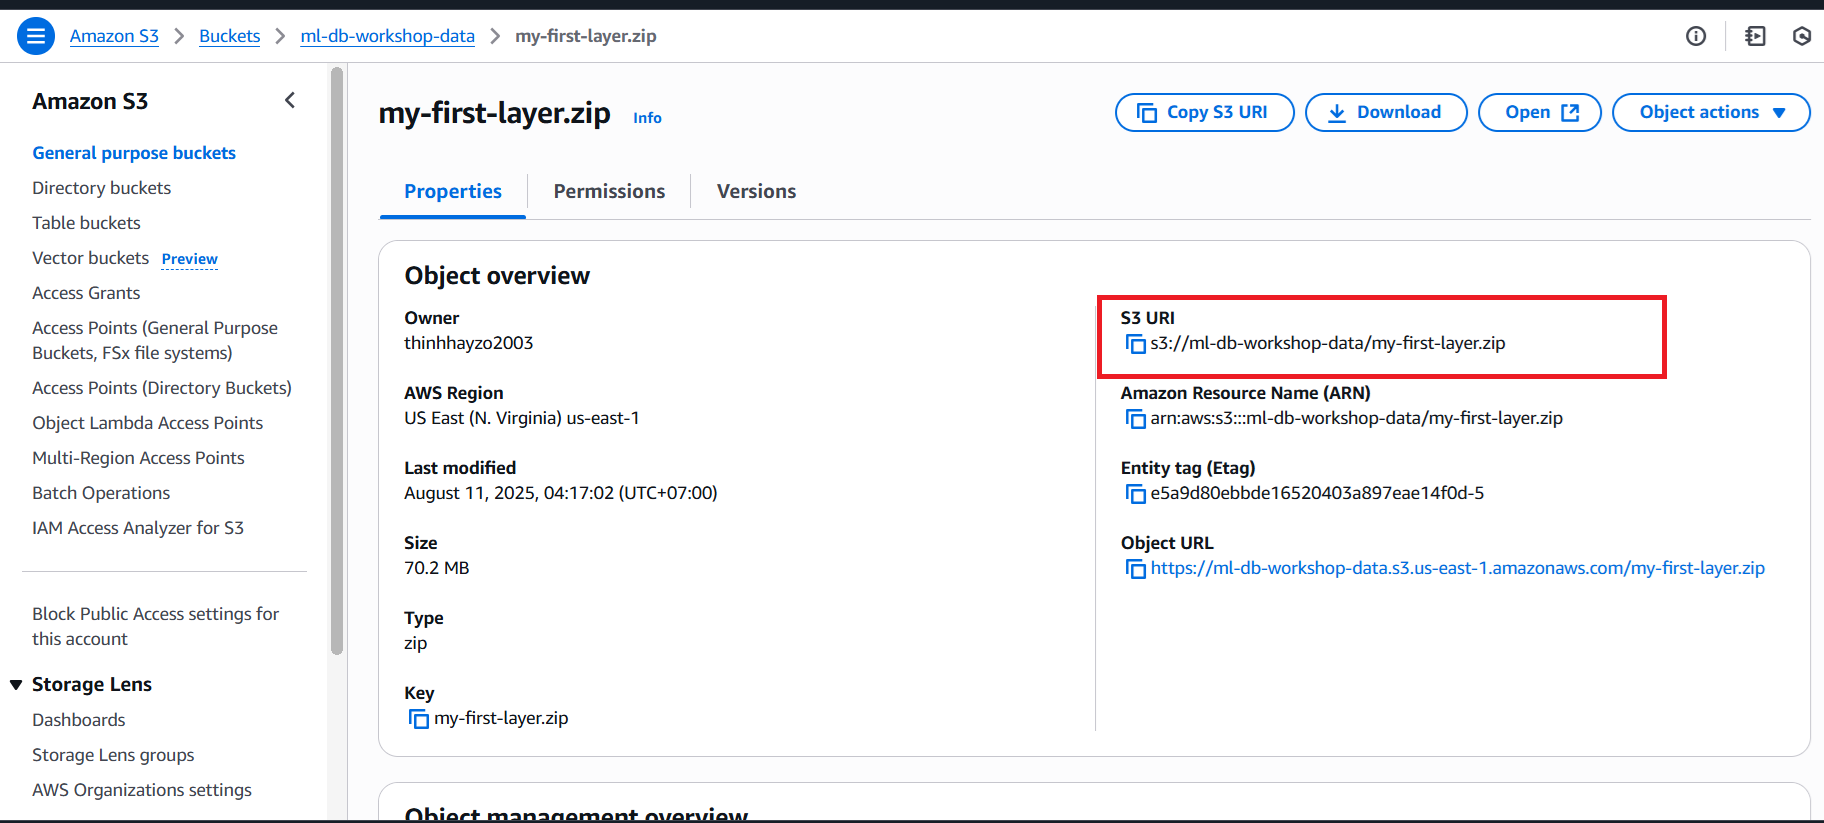 Amazon S3 > Buckets > ml-db-workshop-data > my-first-layer.zip
Amazon S3
General purpose buckets
Directory buckets
Table buckets
Vector buckets Preview
Access Grants
Access Points (General Purpose
Buckets, FSx file systems)
Access Points (Directory Buckets)
Object Lambda Access Points
Multi-Region Access Points
Batch Operations
IAM Access Analyzer for S3
Block Public Access settings for
this account
Storage Lens
Dashboards
Storage Lens groups
AWS Organizations settings
my-first-layer.zip Info
Copy S3 URI
Download
Open
Object actions
Properties
Permissions
Versions
Object overview
Owner
thinhhayzo2003
AWS Region
US East (N. Virginia) us-east-1
Last modified
August 11, 2025, 04:17:02 (UTC+07:00)
Size
70.2 MB
Type
zip
Key
my-first-layer.zip
S3 URI
s3://ml-db-workshop-data/my-first-layer.zip
Amazon Resource Name (ARN)
arn:aws:s3:::ml-db-workshop-data/my-first-layer.zip
Entity tag (Etag)
e5a9d80ebbde16520403a897eae14f0d-5
Object URL
https://ml-db-workshop-data.s3.us-east-1.amazonaws.com/my-first-layer.zip
Object management overview